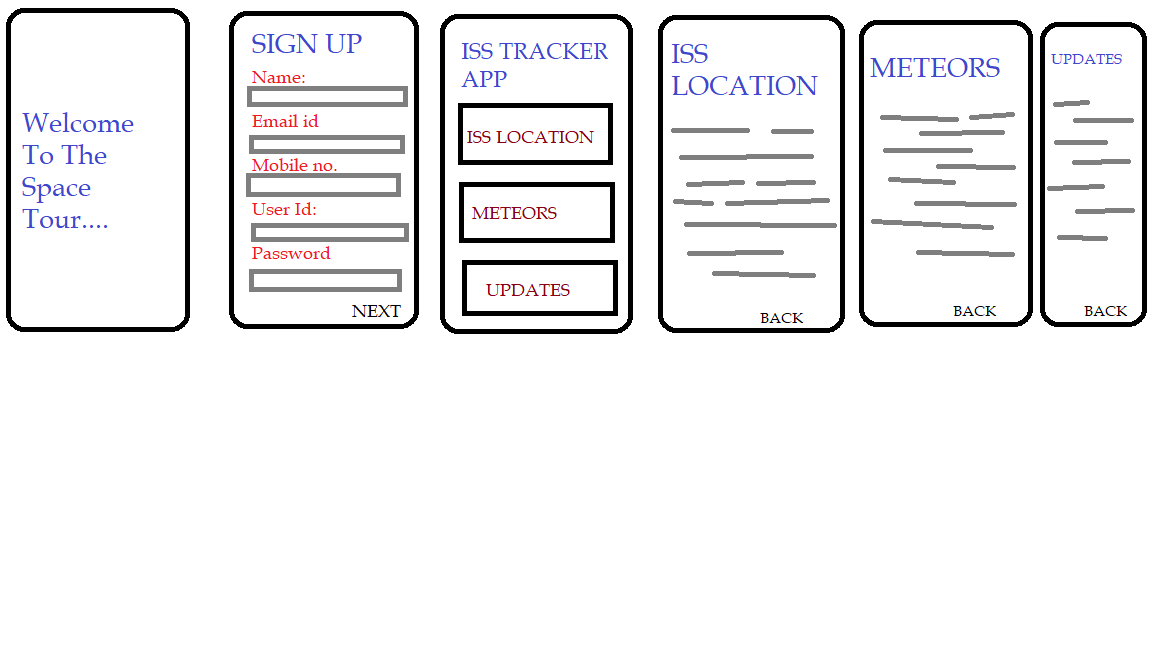 Welcome
To The
Space
Tour....
SIGN UP
Name:
Email id
Mobile no.
User Id:
Password
NEXT
ISS TRACKER
APP
ISS LOCATION
METEORS
UPDATES
ISS
LOCATION
BACK
METEORS
BACK
UPDATES
BACK